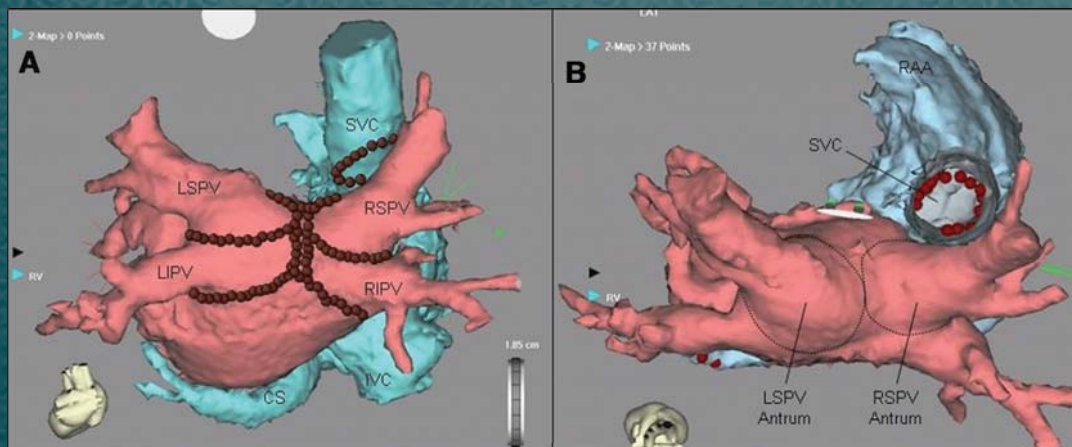 2-Map > 0 Points
A
SVC
LSPV
RSPV
LIPV
RV
RIPV
1.85 cm
IVC
CS
LAT
2-Map > 37 Points
B
RAA
SVC
RV
LSPV
Antrum
RSPV
Antrum